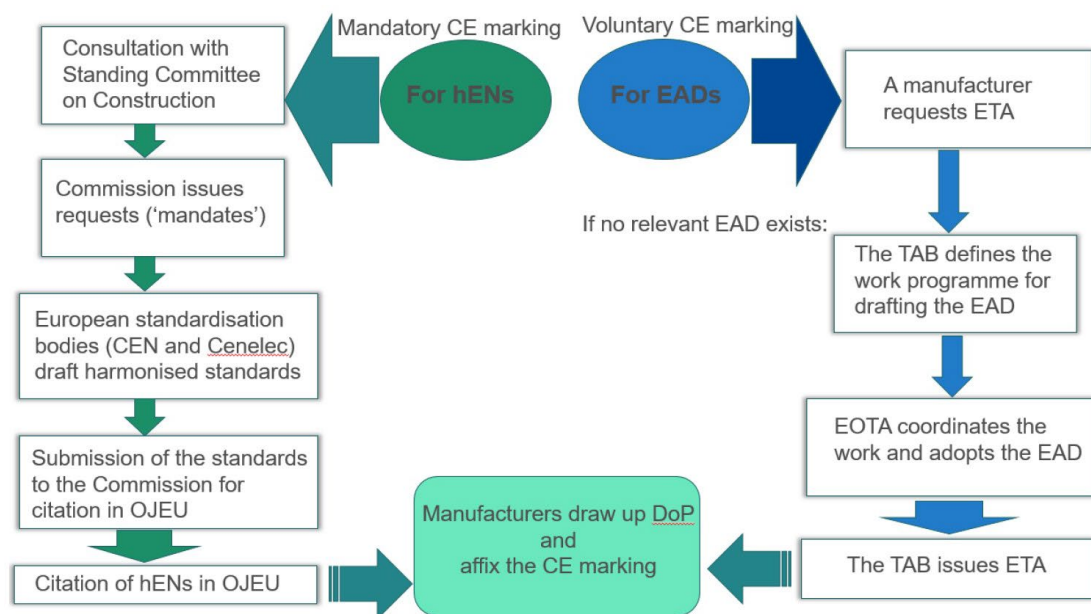 Mandatory CE marking
For hENs
Consultation with
Standing Committee
on Construction
Commission issues
requests (‘mandates’)
European standardisation
bodies (CEN and Cenelec)
draft harmonised standards
Submission of the standards
to the Commission for
citation in OJEU
Citation of hENs in OJEU
Voluntary CE marking
For EADs
A manufacturer
requests ETA
If no relevant EAD exists:
The TAB defines the
work programme for
drafting the EAD
EOTA coordinates the
work and adopts the EAD
The TAB issues ETA
Manufacturers draw up DoP
and
affix the CE marking